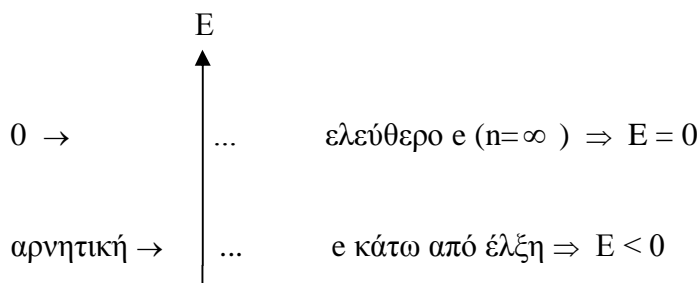 E
0 → ... ελεύθερο e (n=∞ ) ⇒ E = 0
αρνητική → ... e κάτω από έλξη ⇒ E < 0